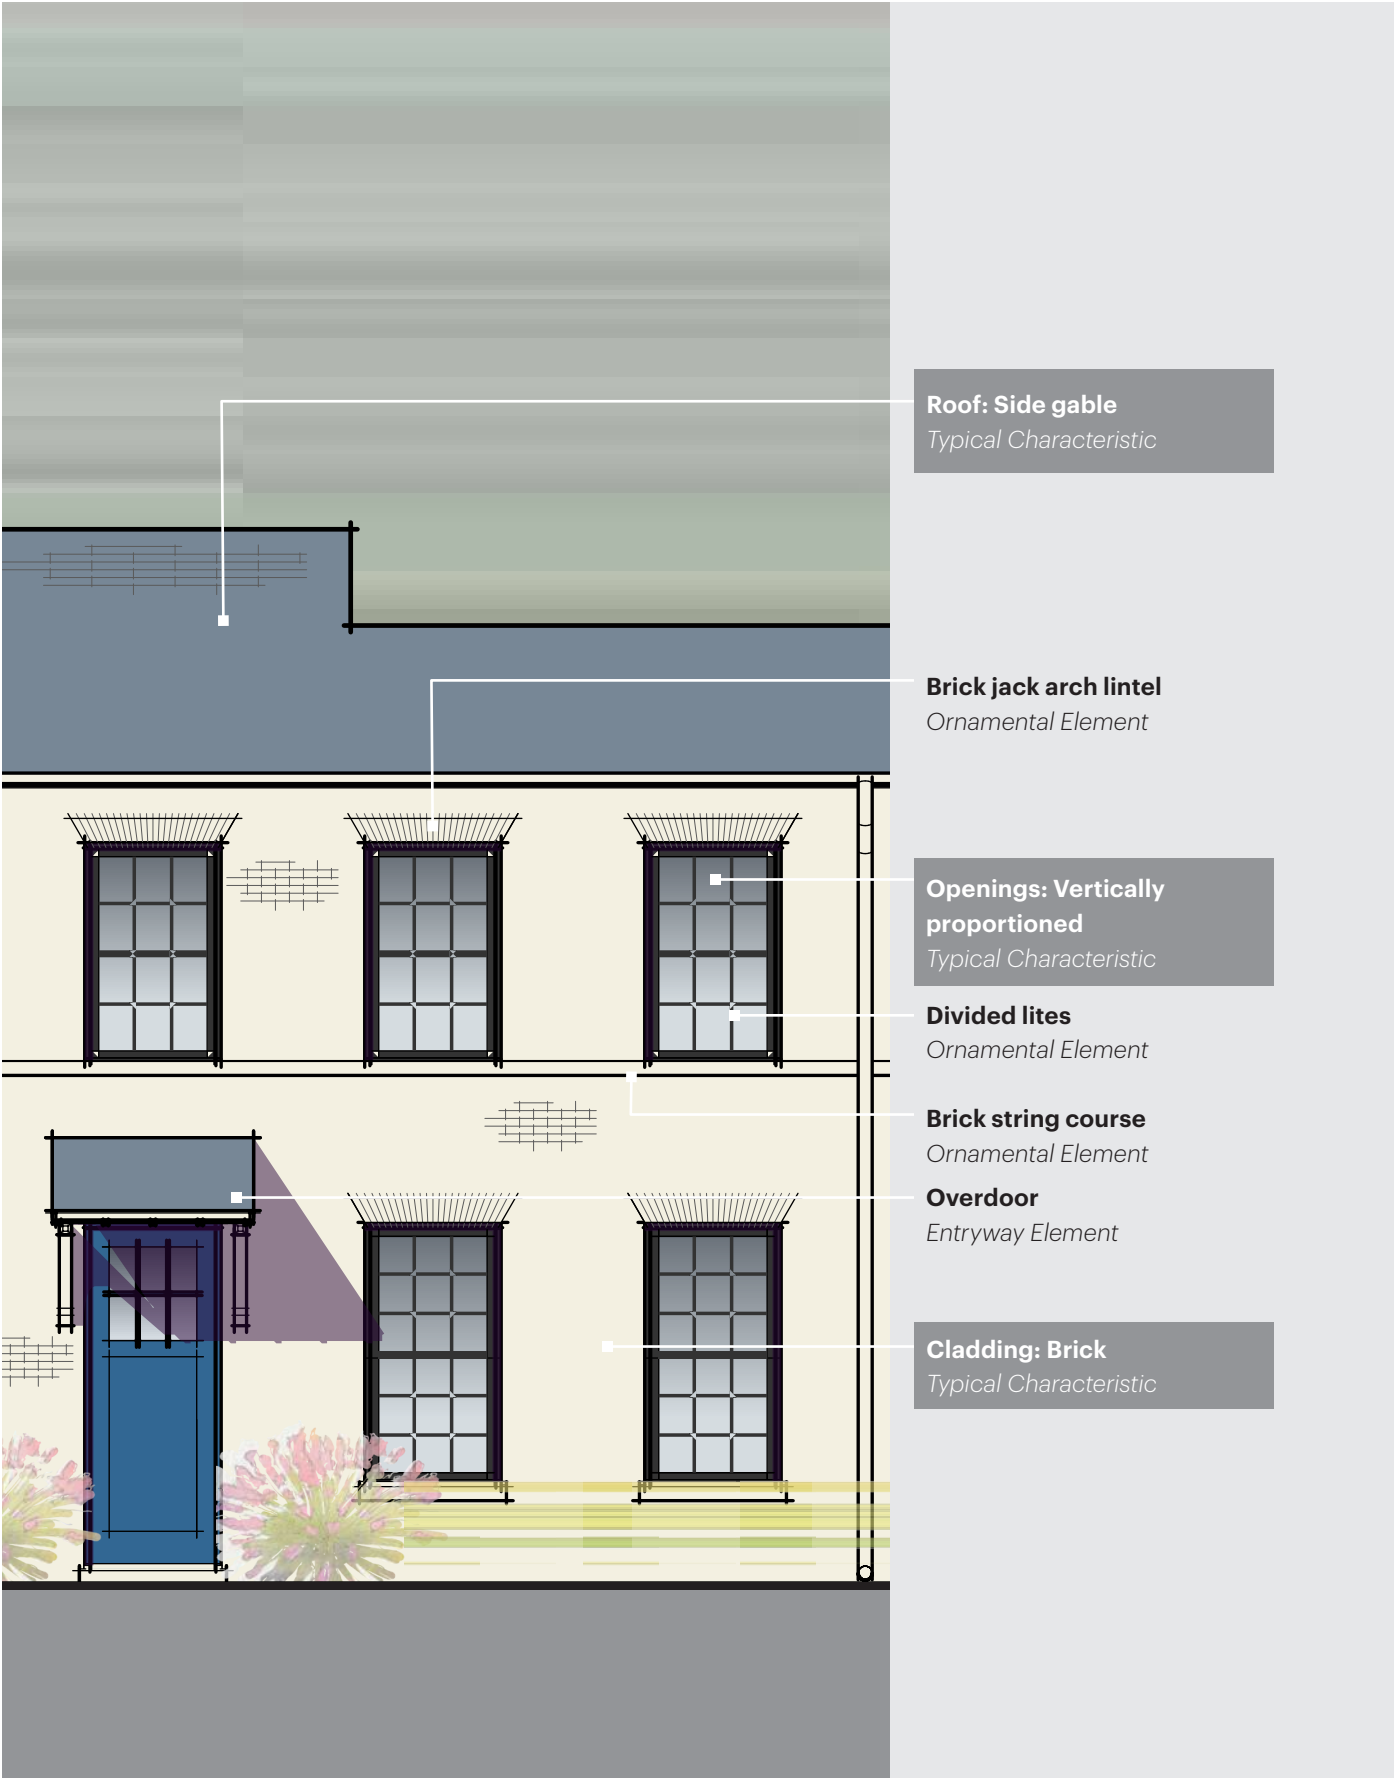 Roof: Side gable
Typical Characteristic
Brick jack arch lintel
Ornamental Element
Openings: Vertically
proportioned
Typical Characteristic
Divided lites
Ornamental Element
Brick string course
Ornamental Element
Overdoor
Entryway Element
Cladding: Brick
Typical Characteristic